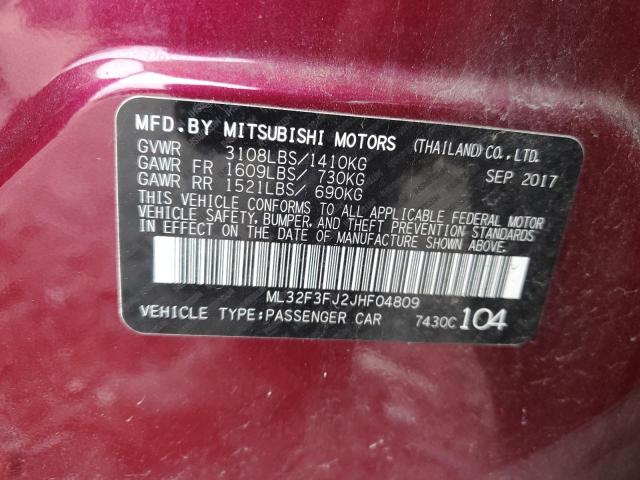 MFD.BY MITSUBISHI MOTORS (THAILAND)CO.,LTD.
GVWR 3108LBS/1410KG
GAWR FR 1609LBS/ 730KG SEP 2017
GAWR RR 1521LBS/ 690KG
THIS VEHICLE CONFORMS TO ALL APPLICABLE FEDERAL MOTOR
VEHICLE SAFETY, BUMPER, AND THEFT PREVENTION STANDARDS
IN EFFECT ON THE DATE OF MANUFACTURE SHOWN ABOVE.
ML32F3FJ2JHF04809
VEHICLE TYPE:PASSENGER CAR 7430C 104